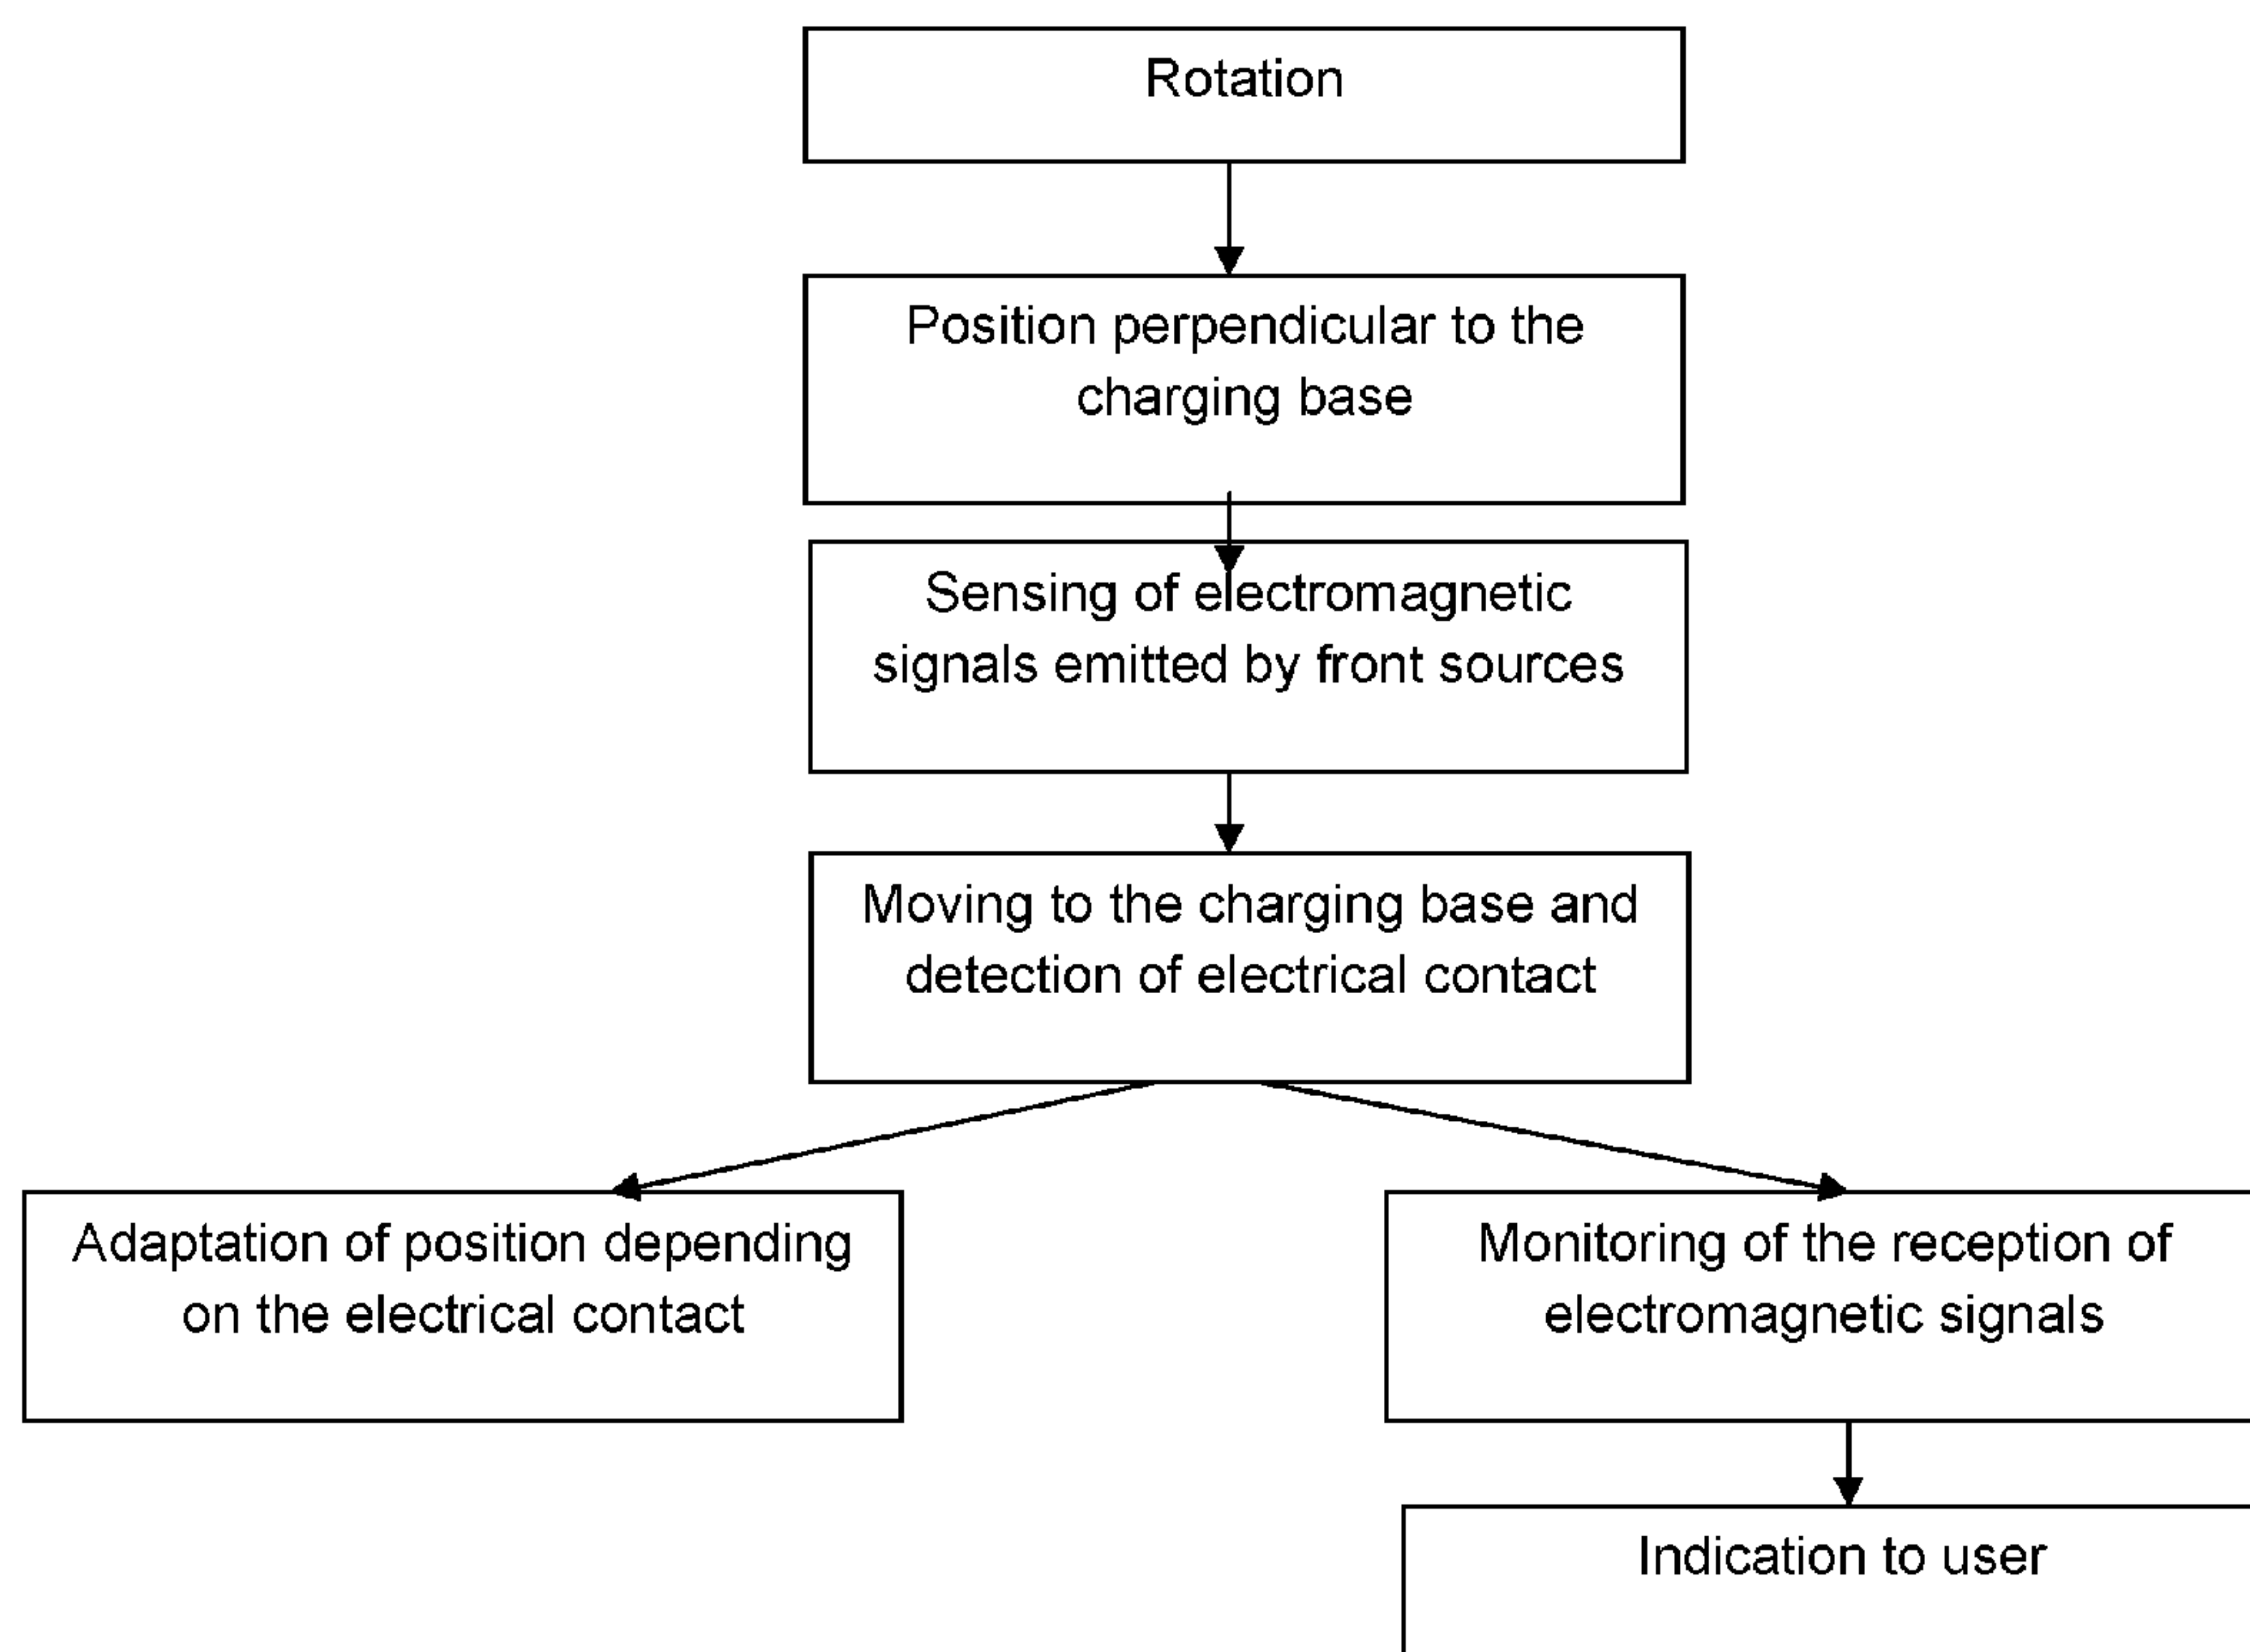 Rotation
Position perpendicular to the
charging base
Sensing of electromagnetic
signals emitted by front sources
Moving to the charging base and
detection of electrical contact
Adaptation of position depending
on the electrical contact
Monitoring of the reception of
electromagnetic signals
Indication to user